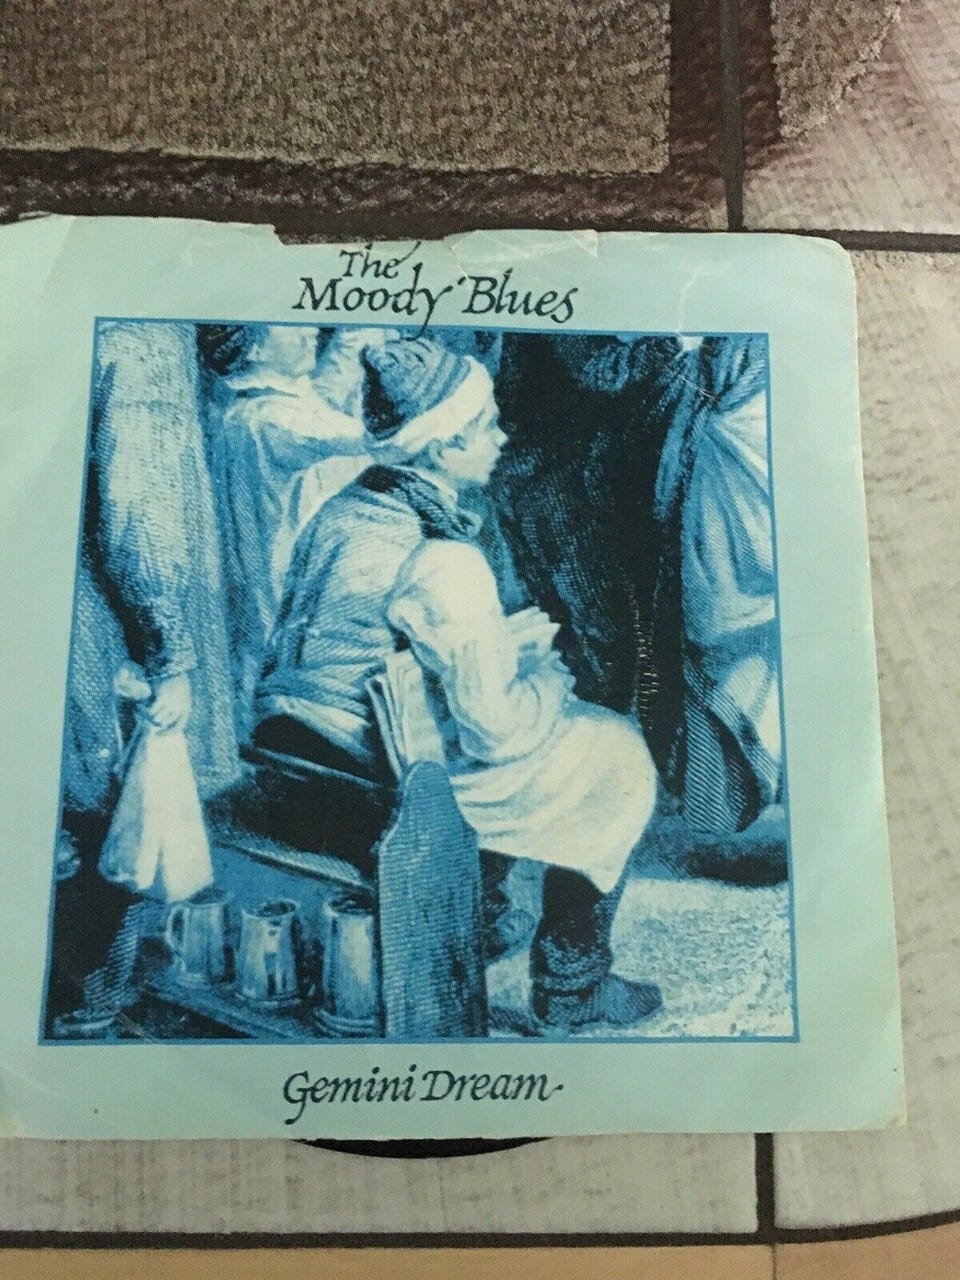 The
Moody Blues
Gemini Dream